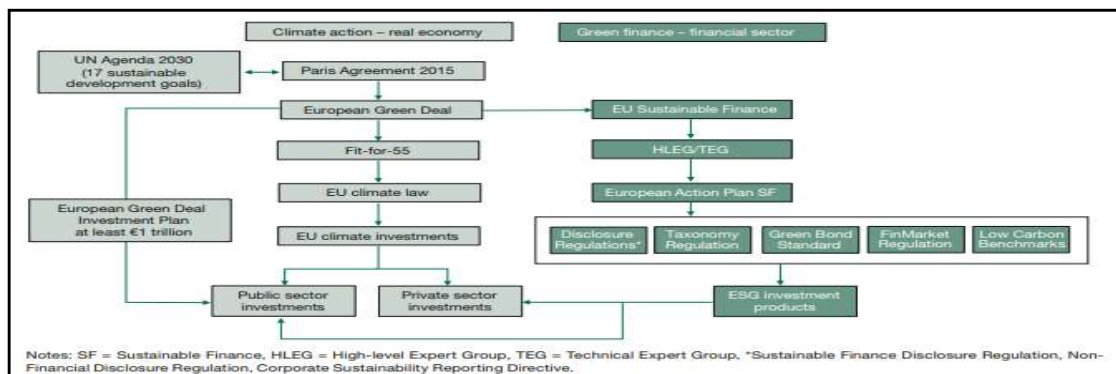 Climate action – real economy
Green finance – financial sector
UN Agenda 2030
(17 sustainable
development goals)
Paris Agreement 2015
European Green Deal
EU Sustainable Finance
Fit-for-55
HLEG/TEG
EU climate law
European Action Plan SF
European Green Deal
Investment Plan
at least €1 trillion
EU climate investments
Disclosure
Regulations*
Taxonomy
Regulation
Green Bond
Standard
FinMarket
Regulation
Low Carbon
Benchmarks
Public sector
investments
Private sector
investments
ESG investment
products
Notes: SF = Sustainable Finance, HLEG = High-level Expert Group, TEG = Technical Expert Group, *Sustainable Finance Disclosure Regulation, Non-
Financial Disclosure Regulation, Corporate Sustainability Reporting Directive.